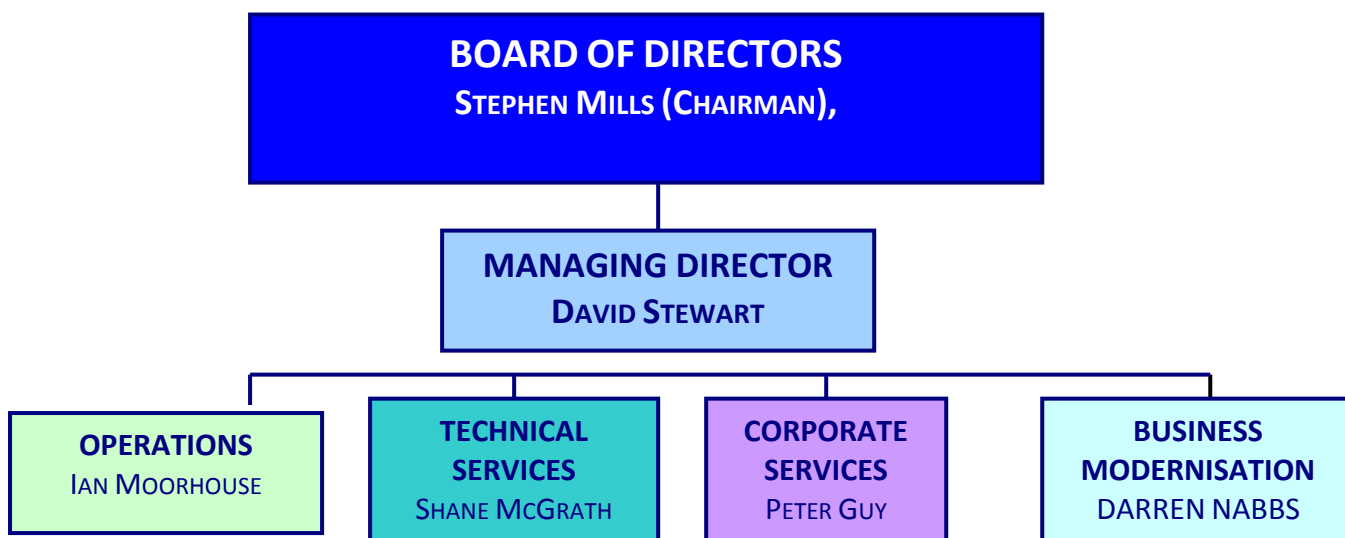 BOARD OF DIRECTORS
STEPHEN MILLS (CHAIRMAN),
MANAGING DIRECTOR
DAVID STEWART
OPERATIONS
IAN MOORHOUSE
TECHNICAL
SERVICES
SHANE MCGRATH
CORPORATE
SERVICES
PETER GUY
BUSINESS
MODERNISATION
DARREN NABBS